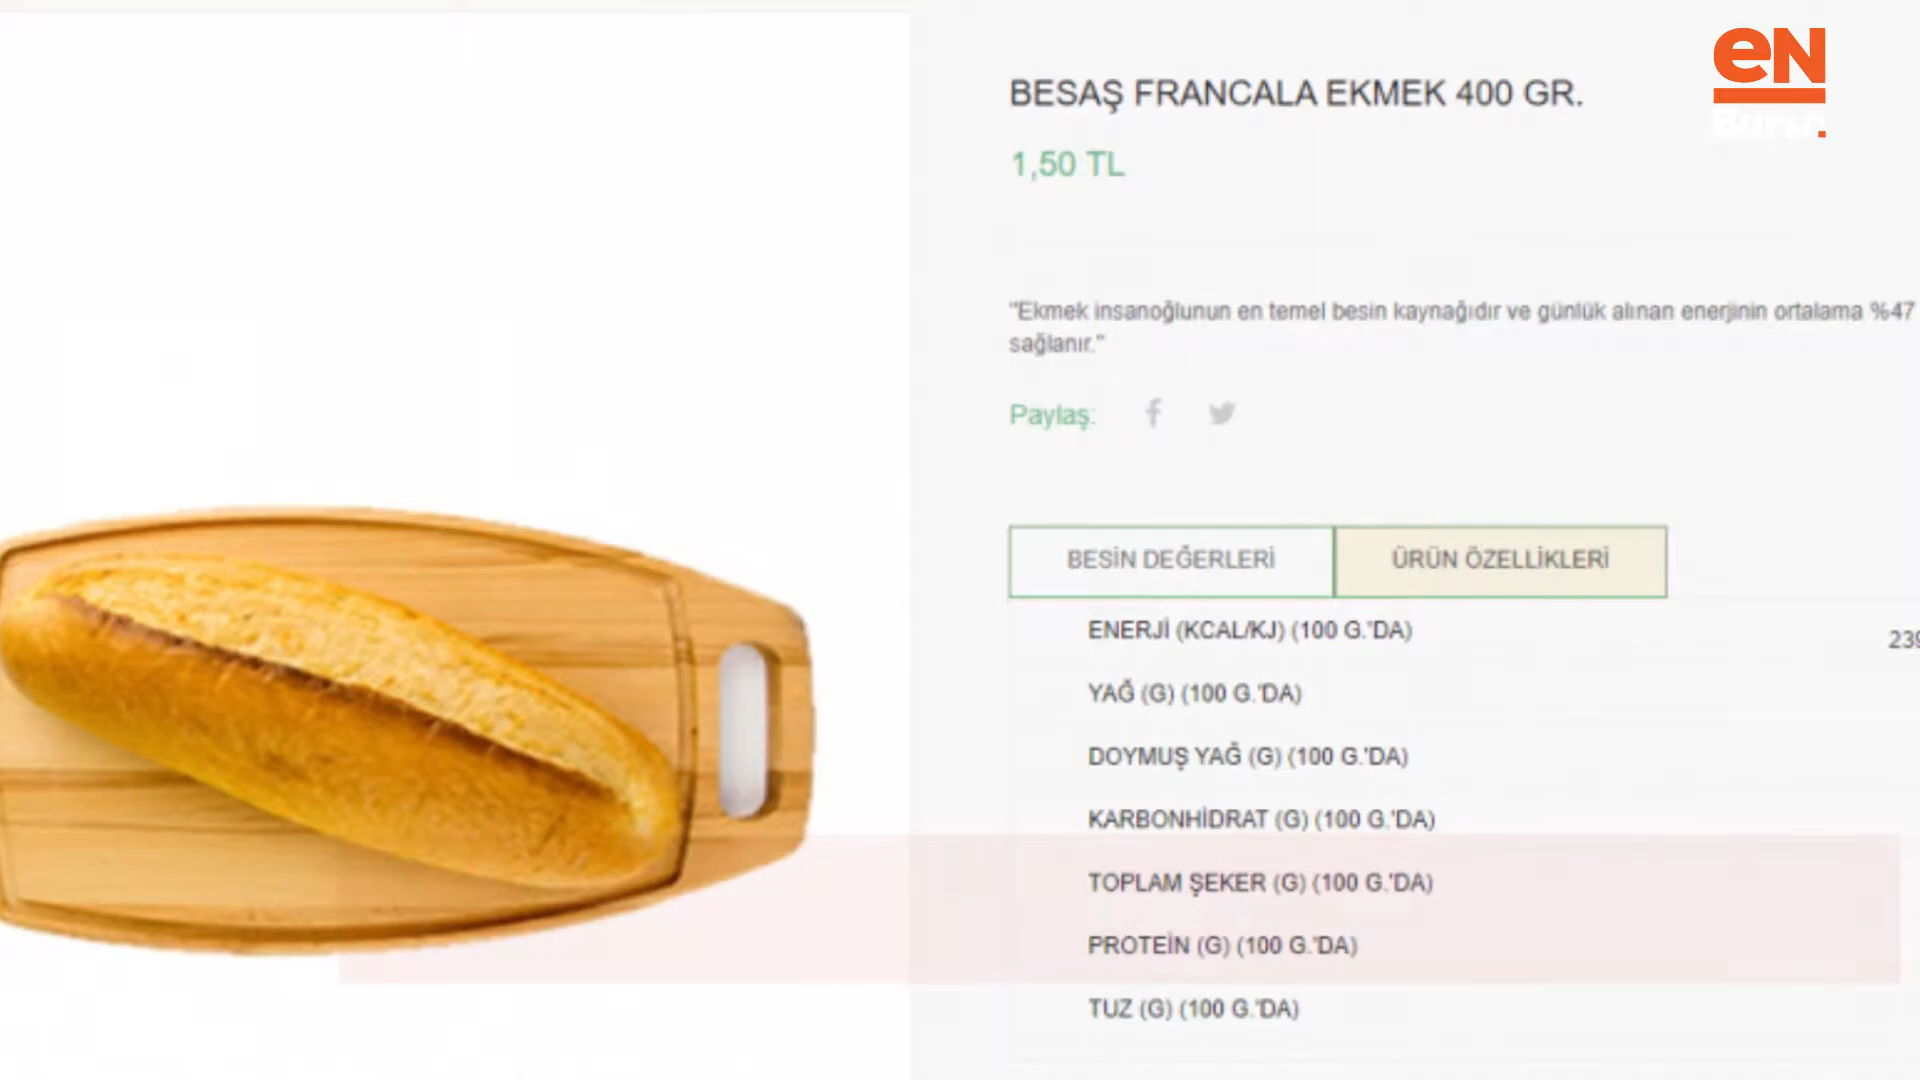 eN
Bursa.
BESAŞ FRANCALA EKMEK 400 GR.
1,50 TL
"Ekmek insanoğlunun en temel besin kaynağıdır ve günlük alınan enerjinin ortalama %47
sağlanır."
Paylaş:
BESİN DEĞERLERİ
ÜRÜN ÖZELLİKLERİ
ENERJİ (KCAL/KJ) (100 G.'DA)
239
YAĞ (G) (100 G.'DA)
DOYMUŞ YAĞ (G) (100 G.'DA)
KARBONHİDRAT (G) (100 G.'DA)
TOPLAM ŞEKER (G) (100 G.'DA)
PROTEİN (G) (100 G.'DA)
TUZ (G) (100 G.'DA)